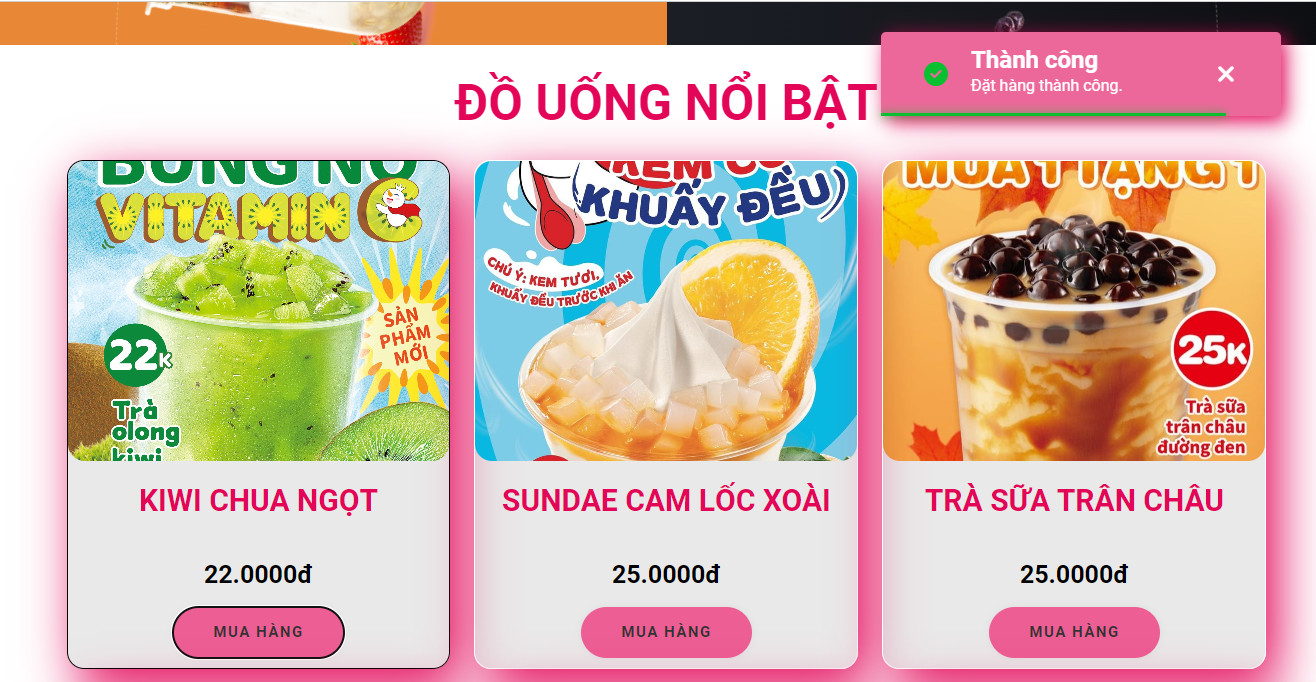 Thành công
Đặt hàng thành công.
ĐỒ UỐNG NỔI BẬT
BÙNG NỔ
VITAMIN C
22K
SẢN
PHẨM
MỚI
Trà
olong
kiwi
KIWI CHUA NGỌT
22.0000đ
MUA HÀNG
KHUẤY ĐỀU)
CHÚ Ý: KEM TƯƠI,
KHUẤY ĐỀU TRƯỚC KHI ĂN
SUNDAE CAM LỐC XOÀI
25.0000đ
MUA HÀNG
MUA 1 TẶNG 1
25K
Trà sữa
trân châu
đường đen
TRÀ SỮA TRÂN CHÂU
25.0000đ
MUA HÀNG